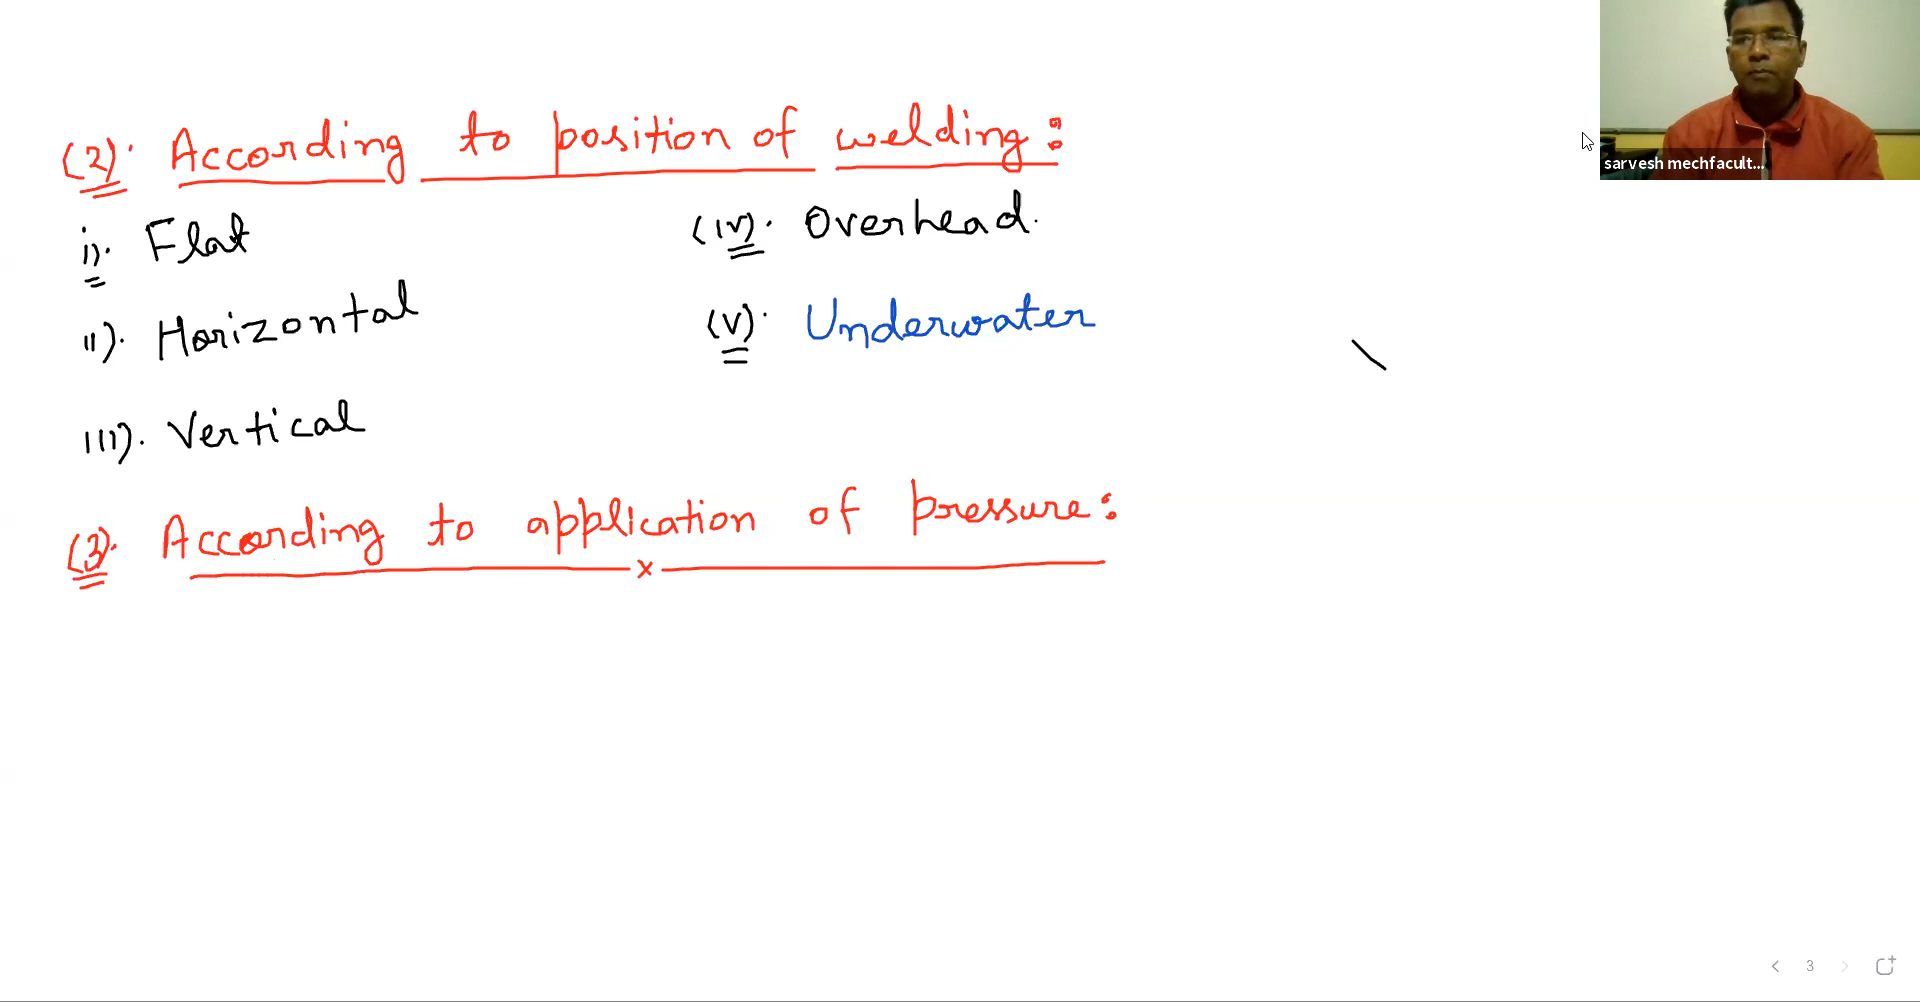 (2). According to position of welding:
i). Flat
ii). Horizontal
iii). Vertical
(iv). Overhead.
(v). Underwater
(3). According to application of pressure:
x
sarvesh mechfacult...
3